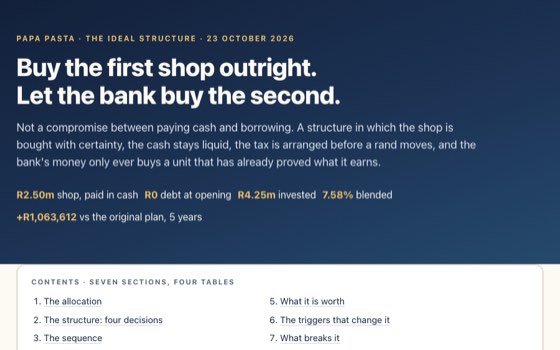 PAPA PASTA · THE IDEAL STRUCTURE · 23 OCTOBER 2026
Buy the first shop outright.
Let the bank buy the second.
Not a compromise between paying cash and borrowing. A structure in which the shop is
bought with certainty, the cash stays liquid, the tax is arranged before a rand moves, and the
bank's money only ever buys a unit that has already proved what it earns.
R2.50m shop, paid in cash R0 debt at opening R4.25m invested 7.58% blended
+R1,063,612 vs the original plan, 5 years
CONTENTS · SEVEN SECTIONS, FOUR TABLES
1. The allocation
2. The structure: four decisions
3. The sequence
5. What it is worth
6. The triggers that change it
7. What breaks it